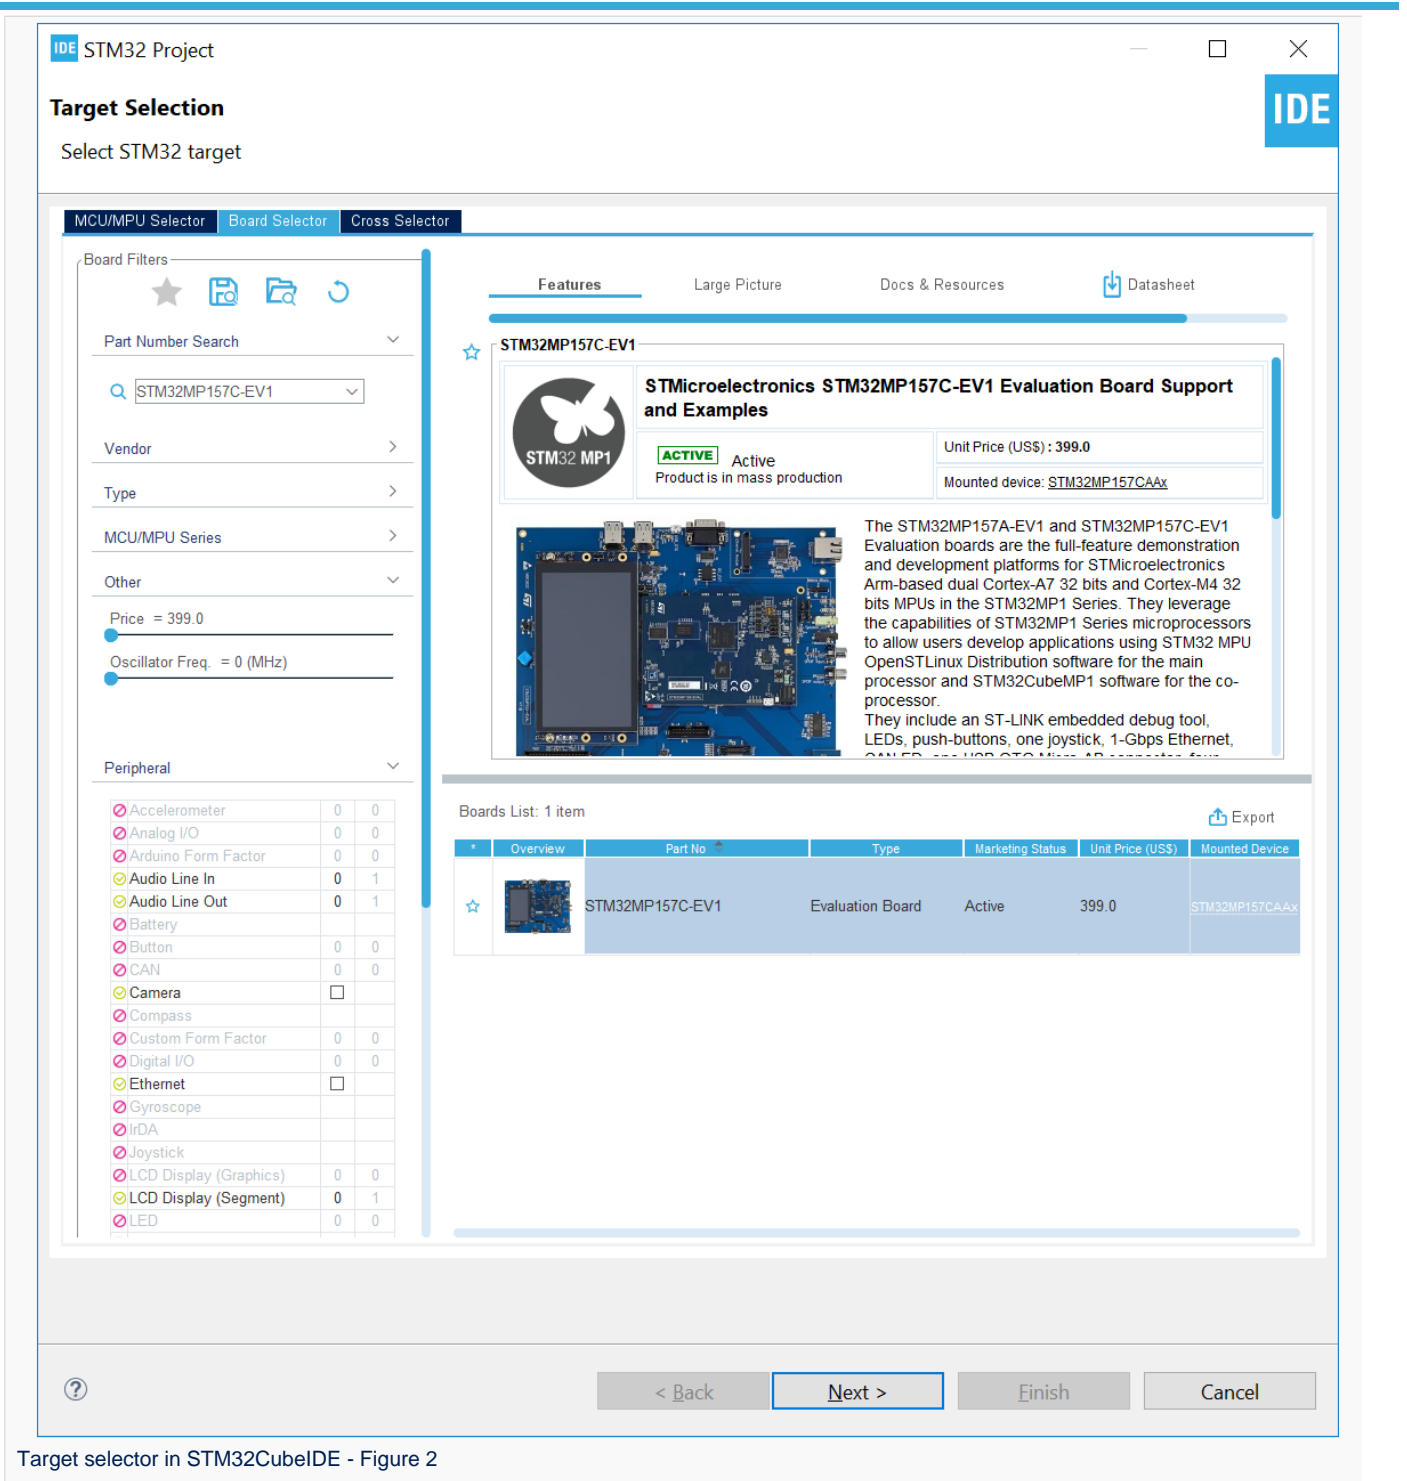 IDE STM32 Project
Target Selection
IDE
Select STM32 target
MCU/MPU Selector Board Selector Cross Selector
Board Filters
Part Number Search
STM32MP157C-EV1
Vendor
Type
MCU/MPU Series
Other
Price = 399.0
Oscillator Freq. = 0 (MHz)
Peripheral
Accelerometer 0 0
Analog I/O 0 0
Arduino Form Factor 0 0
Audio Line In 0 1
Audio Line Out 0 1
Battery
Button 0 0
CAN 0 0
Camera
Compass
Custom Form Factor 0 0
Digital I/O 0 0
Ethernet
Gyroscope
IrDA
Joystick
LCD Display (Graphics) 0 0
LCD Display (Segment) 0 1
LED 0 0
Features Large Picture Docs & Resources Datasheet
STM32MP157C-EV1
STM32 MP1
STMicroelectronics STM32MP157C-EV1 Evaluation Board Support
and Examples
ACTIVE Active
Product is in mass production
Unit Price (US$) : 399.0
Mounted device: STM32MP157CAAx
The STM32MP157A-EV1 and STM32MP157C-EV1
Evaluation boards are the full-feature demonstration
and development platforms for STMicroelectronics
Arm-based dual Cortex-A7 32 bits and Cortex-M4 32
bits MPUs in the STM32MP1 Series. They leverage
the capabilities of STM32MP1 Series microprocessors
to allow users develop applications using STM32 MPU
OpenSTLinux Distribution software for the main
processor and STM32CubeMP1 software for the co-
processor.
They include an ST-LINK embedded debug tool,
LEDs, push-buttons, one joystick, 1-Gbps Ethernet,
Boards List: 1 item
Export
* Overview Part No Type Marketing Status Unit Price (US$) Mounted Device
STM32MP157C-EV1 Evaluation Board Active 399.0 STM32MP157CAAx
< Back Next > Finish Cancel
Target selector in STM32CubeIDE - Figure 2